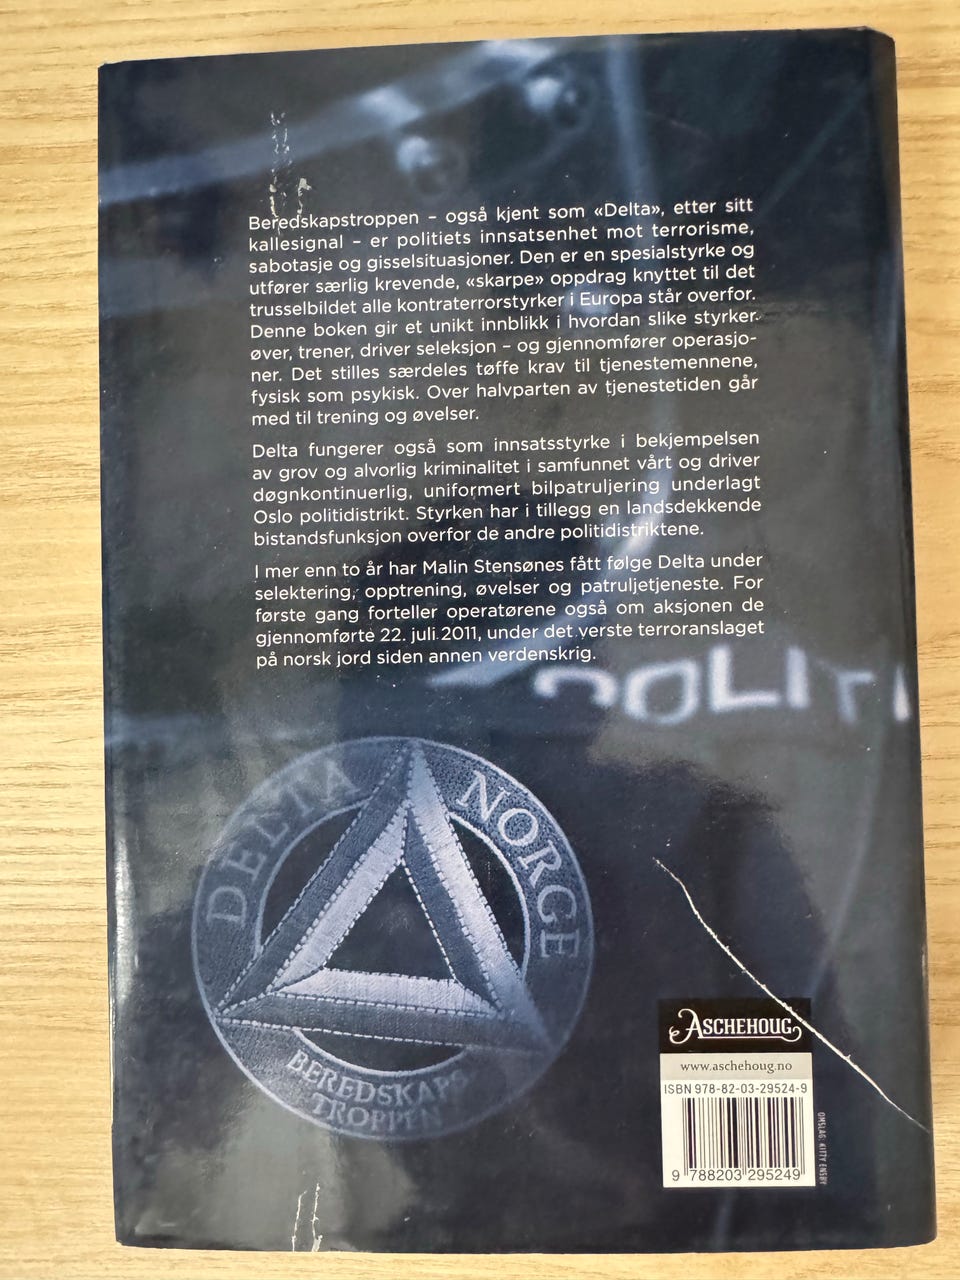 Beredskapstroppen – også kjent som «Delta», etter sitt
kallesignal – er politiets innsatsenhet mot terrorisme,
sabotasje og gisselsituasjoner. Den er en spesialstyrke og
utfører særlig krevende, «skarpe» oppdrag knyttet til det
trusselbildet alle kontraterrorstyrker i Europa står overfor.
Denne boken gir et unikt innblikk i hvordan slike styrker
øver, trener, driver seleksjon – og gjennomfører operasjo-
ner. Det stilles særdeles tøffe krav til tjenestemennene,
fysisk som psykisk. Over halvparten av tjenestetiden går
med til trening og øvelser.
Delta fungerer også som innsatsstyrke i bekjempelsen
av grov og alvorlig kriminalitet i samfunnet vårt og driver
døgnkontinuerlig, uniformert bilpatruljering underlagt
Oslo politidistrikt. Styrken har i tillegg en landsdekkende
bistandsfunksjon overfor de andre politidistriktene.
I mer enn to år har Malin Stensønes fått følge Delta under
selektering, opptrening, øvelser og patruljetjeneste. For
første gang forteller operatørene også om aksjonen de
gjennomførte 22. juli 2011, under det verste terroranslaget
på norsk jord siden annen verdenskrig.
POLITI
DELTA NORGE
BEREDSKAPS
TROPPEN
ASCHEHOUG
www.aschehoug.no
ISBN 978-82-03-29524-9
9 788203 295249
OMSLAG: KITTY ENSBY